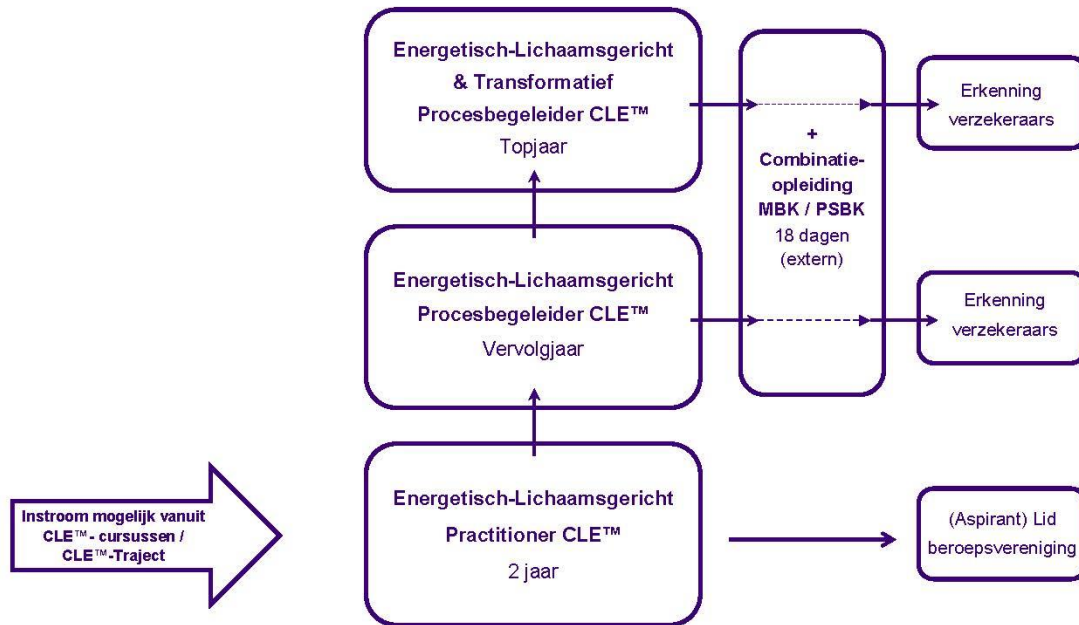 Energetisch-Lichaamsgericht
& Transformatief
Procesbegeleider CLE™
Topjaar
+
Combinatie-
opleiding
MBK / PSBK
18 dagen
(extern)
Erkenning
verzekeraars
Energetisch-Lichaamsgericht
Procesbegeleider CLE™
Vervolgjaar
Erkenning
verzekeraars
Instroom mogelijk vanuit
CLE™- cursussen /
CLE™-Traject
Energetisch-Lichaamsgericht
Practitioner CLE™
2 jaar
(Aspirant) Lid
beroepsvereniging